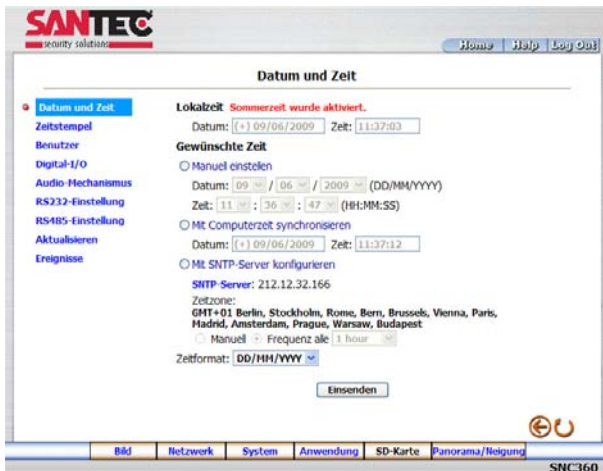 SANTEC
security solutions
Home Help Log Out
Datum und Zeit
Datum und Zeit
Zeitstempel
Benutzer
Digital-I/O
Audio-Mechanismus
RS232-Einstellung
RS485-Einstellung
Aktualisieren
Ereignisse
Lokalzeit Sommerzeit wurde aktiviert.
Datum: (+) 09/06/2009 Zeit: 11:37:03
Gewünschte Zeit
Manuel einstelen
Datum: 09 / 06 / 2009 (DD/MM/YYYY)
Zeit: 11 : 36 : 47 (HH:MM:SS)
Mit Computerzeit synchronisieren
Datum: (+) 09/06/2009 Zeit: 11:37:12
Mit SNTP-Server konfigurieren
SNTP-Server: 212.12.32.166
Zeitzone:
GMT+01 Berlin, Stockholm, Rome, Bern, Brussels, Vienna, Paris,
Madrid, Amsterdam, Prague, Warsaw, Budapest
Manuel Frequenz alle 1 hour
Zeitformat: DD/MM/YYYY
Einsenden
Bild Netzwerk System Anwendung SD-Karte Panorama/Neigung
SNC360